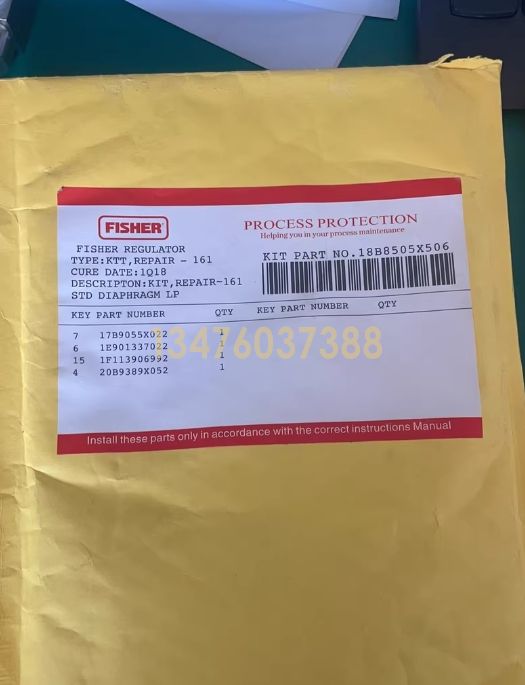 FISHER
PROCESS PROTECTION
Helping you in your process maintenance
FISHER REGULATOR
TYPE:KTT,REPAIR - 161
CURE DATE:1Q18
DESCRIPTON:KIT,REPAIR-161
STD DIAPHRAGM LP
KIT PART NO.18B8505X506
KEY PART NUMBER QTY KEY PART NUMBER QTY
7 17B9055X022 1
6 1E901337022 1
15 1F113906992 1
4 20B9389X052 1
3476037388
Install these parts only in accordance with the correct instructions Manual